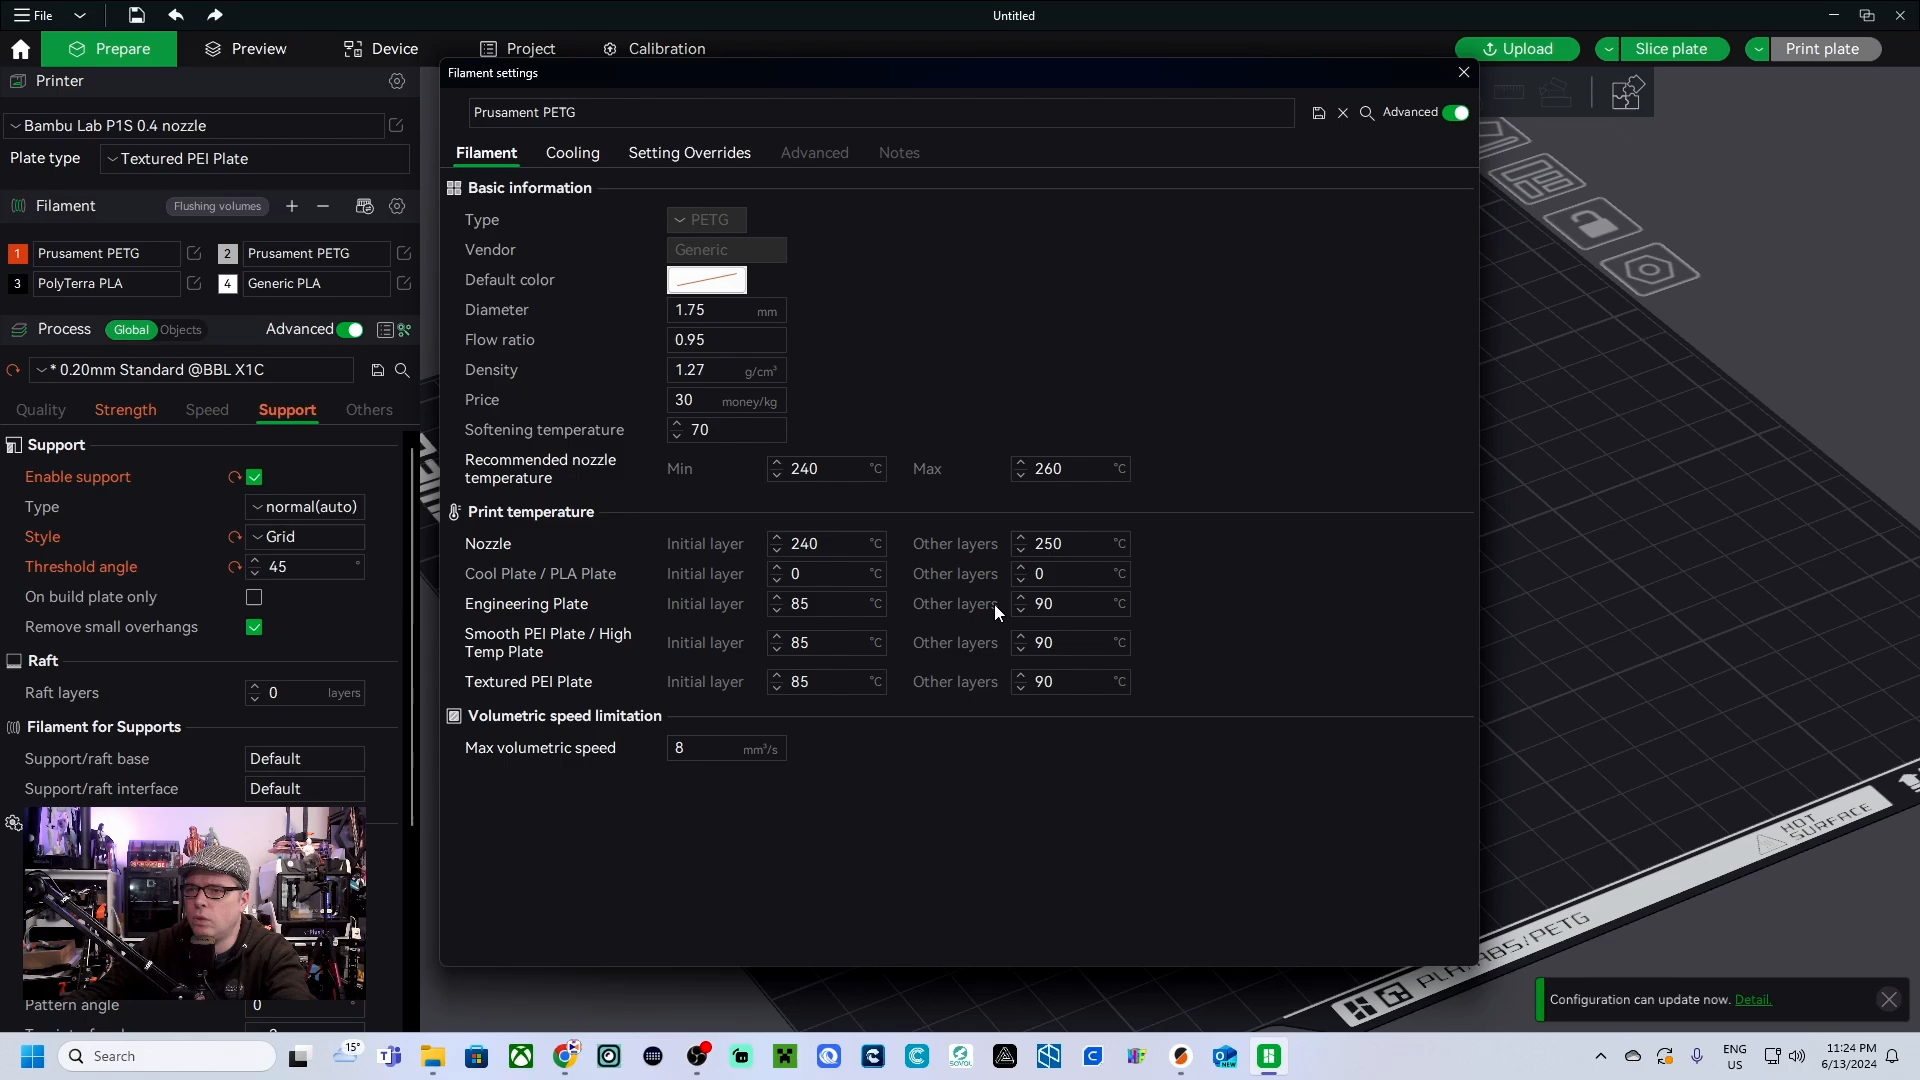 File
Untitled
Prepare
Preview
Device
Project
Calibration
Upload
Slice plate
Print plate
Printer
Bambu Lab P1S 0.4 nozzle
Plate type
Textured PEI Plate
Filament
Flushing volumes
1 Prusament PETG
2 Prusament PETG
3 PolyTerra PLA
4 Generic PLA
Process
Global
Objects
Advanced
* 0.20mm Standard @BBL X1C
Quality
Strength
Speed
Support
Others
Support
Enable support
Type normal(auto)
Style Grid
Threshold angle 45 °
On build plate only
Remove small overhangs
Raft
Raft layers 0 layers
Filament for Supports
Support/raft base Default
Support/raft interface Default
Pattern angle 0 °
Filament settings
Prusament PETG
Advanced
Filament
Cooling
Setting Overrides
Advanced
Notes
Basic information
Type PETG
Vendor Generic
Default color
Diameter 1.75 mm
Flow ratio 0.95
Density 1.27 g/cm³
Price 30 money/kg
Softening temperature 70
Recommended nozzle
temperature
Min 240 °C Max 260 °C
Print temperature
Nozzle Initial layer 240 °C Other layers 250 °C
Cool Plate / PLA Plate Initial layer 0 °C Other layers 0 °C
Engineering Plate Initial layer 85 °C Other layers 90 °C
Smooth PEI Plate / High
Temp Plate
Initial layer 85 °C Other layers 90 °C
Textured PEI Plate Initial layer 85 °C Other layers 90 °C
Volumetric speed limitation
Max volumetric speed 8 mm³/s
HOT
SURFACE
Configuration can update now. Detail.
Search
15°
ENG
US
11:24 PM
6/13/2024